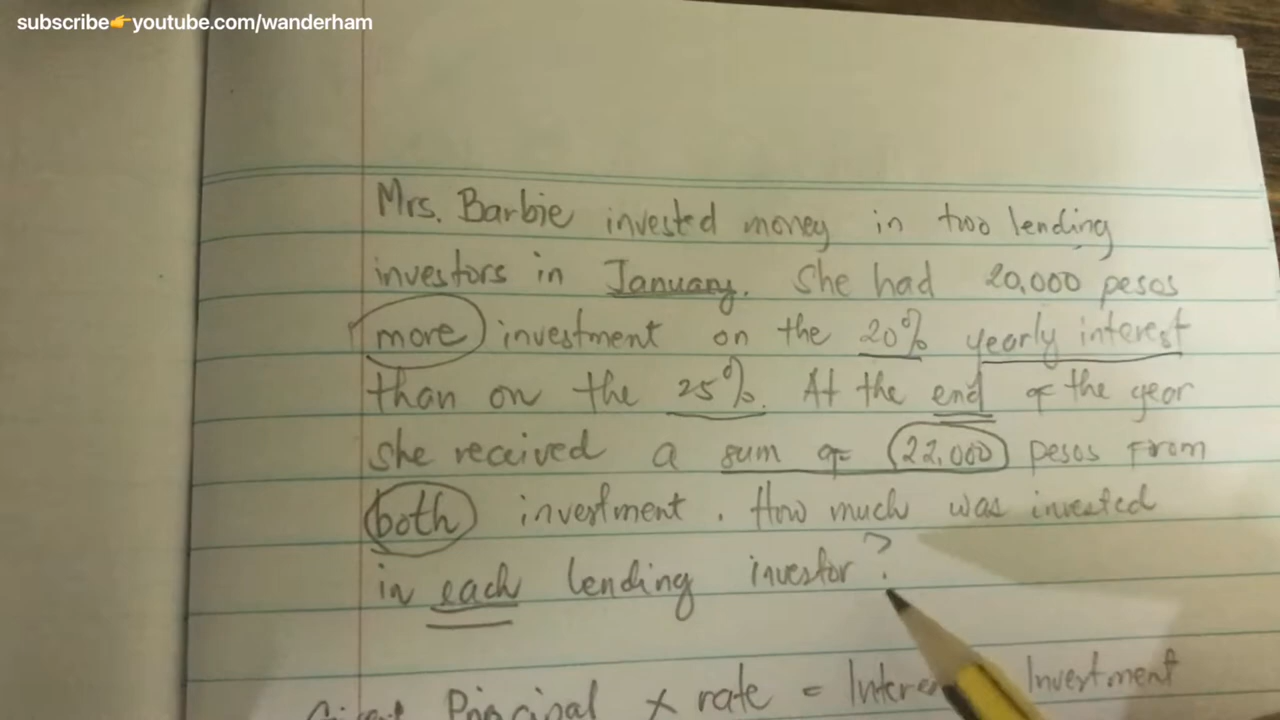 subscribe👉youtube.com/wanderham
Mrs. Barbie invested money in two lending
investors in January. She had 20,000 pesos
more investment on the 20% yearly interest
than on the 25%. At the end of the year
she received a sum of 22,000 pesos from
both investment. How much was invested
in each lending investor?
Principal x rate = Investment